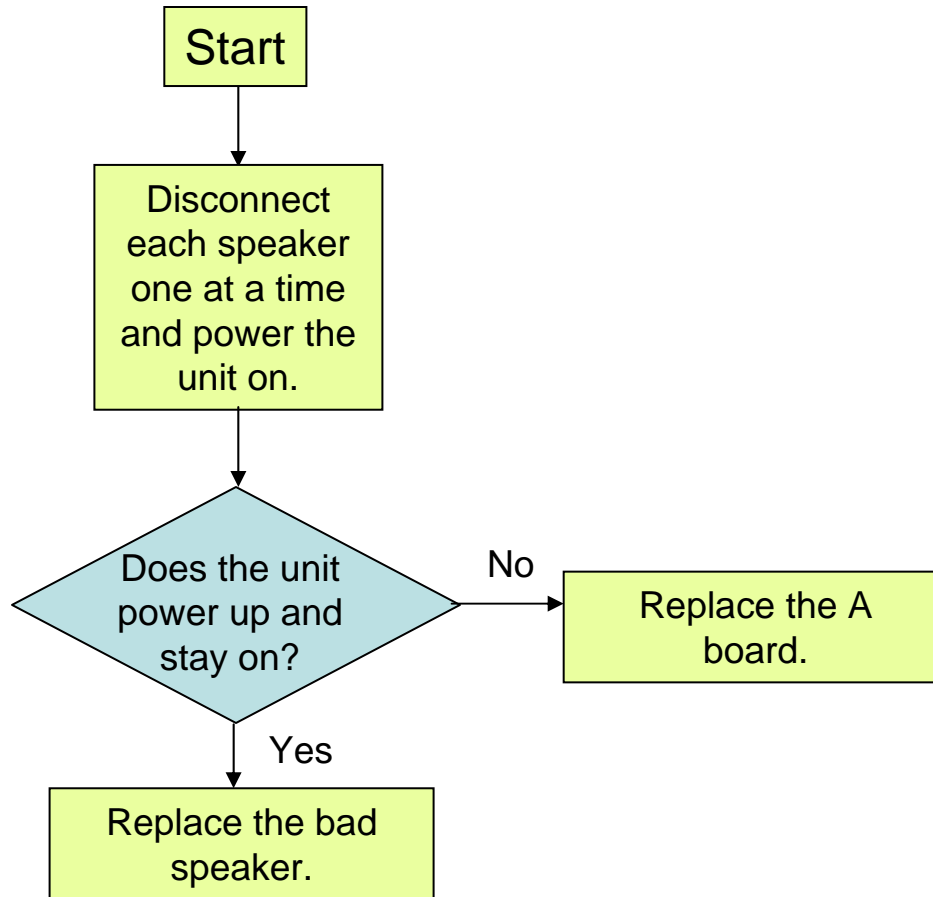 Start
Disconnect
each speaker
one at a time
and power the
unit on.
Does the unit
power up and
stay on?
No
Replace the A
board.
Yes
Replace the bad
speaker.